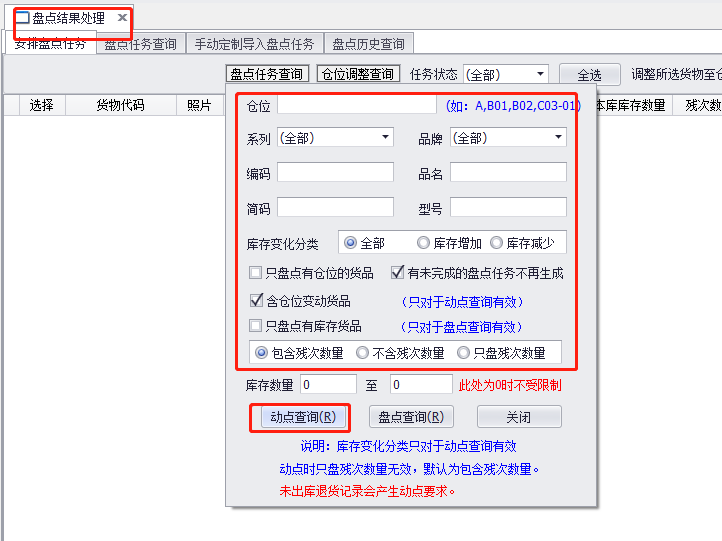 盘点结果处理
安排盘点任务 盘点任务查询 手动定制导入盘点任务 盘点历史查询
盘点任务查询 仓位调整查询 任务状态 (全部) 全选 调整所选货物至仓
选择 货物代码 照片 本库库存数量 残次数
仓位 (如: A,B01,B02,C03-01)
系列 (全部) 品牌 (全部)
编码 品名
简码 型号
库存变化分类 全部 库存增加 库存减少
只盘点有仓位的货品 有未完成的盘点任务不再生成
含仓位变动货品 (只对于动点查询有效)
只盘点有库存货品 (只对于盘点查询有效)
包含残次数量 不含残次数量 只盘残次数量
库存数量 0 至 0 此处为0时不受限制
动点查询(R) 盘点查询(R) 关闭
说明: 库存变化分类只对于动点查询有效
动点时只盘残次数量无效，默认为包含残次数量。
未出库退货记录会产生动点要求。